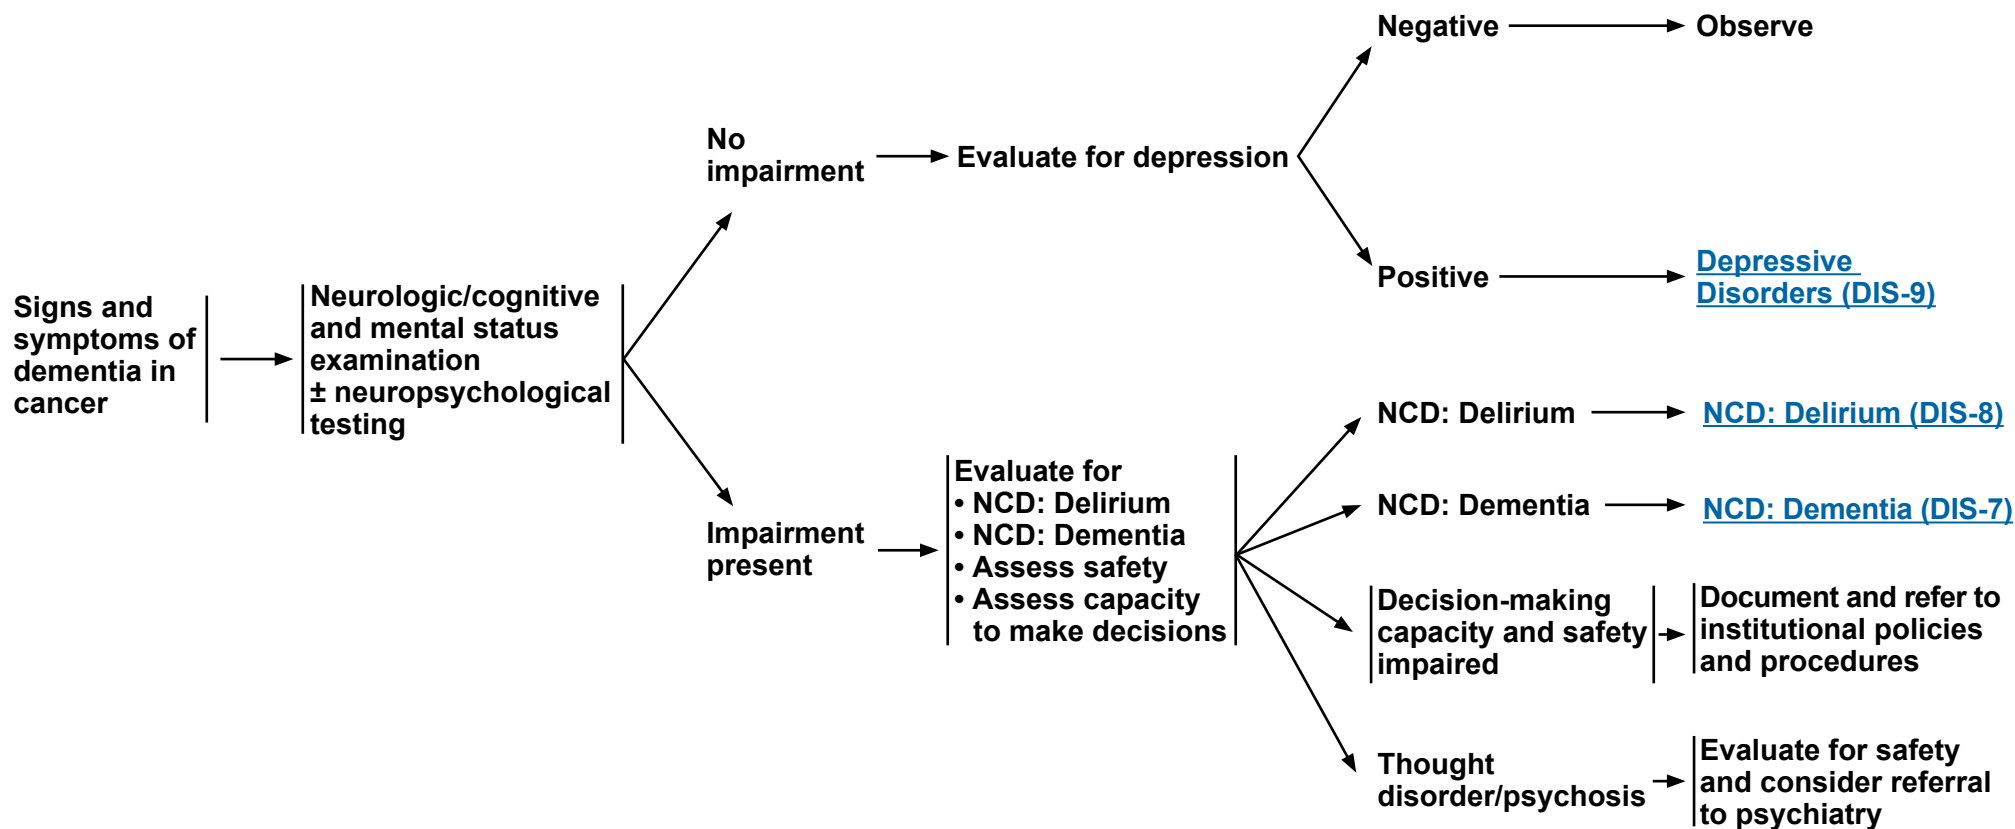 Signs and
symptoms of
dementia in
cancer
Neurologic/cognitive
and mental status
examination
± neuropsychological
testing
No
impairment
Evaluate for depression
Negative
Observe
Positive
Depressive
Disorders (DIS-9)
Impairment
present
Evaluate for
• NCD: Delirium
• NCD: Dementia
• Assess safety
• Assess capacity
to make decisions
NCD: Delirium
NCD: Delirium (DIS-8)
NCD: Dementia
NCD: Dementia (DIS-7)
Decision-making
capacity and safety
impaired
Document and refer to
institutional policies
and procedures
Thought
disorder/psychosis
Evaluate for safety
and consider referral
to psychiatry